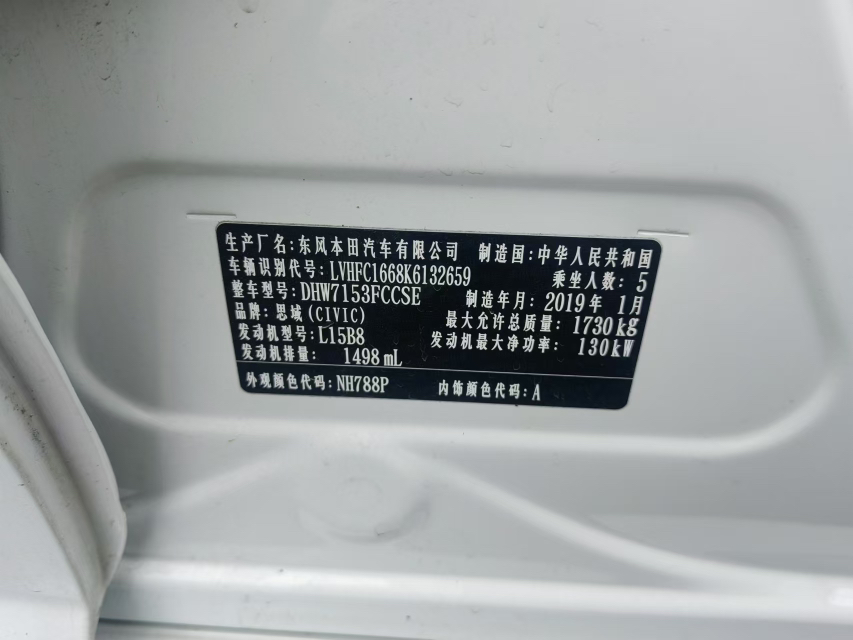 生产厂名:东风本田汽车有限公司 制造国:中华人民共和国
车辆识别代号:LVHFC1668K6132659 乘坐人数: 5
整车型号:DHW7153FCCSE 制造年月: 2019年 1月
品牌: 思域(CIVIC) 最大允许总质量: 1730kg
发动机型号:L15B8 发动机最大净功率: 130kW
发动机排量: 1498mL
外观颜色代码: NH788P 内饰颜色代码: A